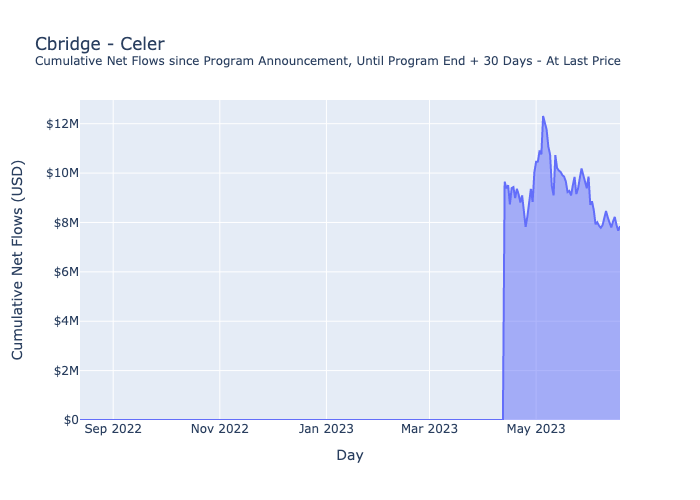 Cbridge - Celer
Cumulative Net Flows since Program Announcement, Until Program End + 30 Days - At Last Price
Cumulative Net Flows (USD)
$12M
$10M
$8M
$6M
$4M
$2M
$0
Sep 2022
Nov 2022
Jan 2023
Mar 2023
May 2023
Day